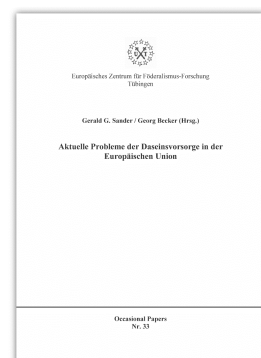 Europäisches Zentrum für Föderalismus-Forschung
Tübingen
Gerald G. Sander / Georg Becker (Hrsg.)
Aktuelle Probleme der Daseinsvorsorge in der
Europäischen Union
Occasional Papers
Nr. 33